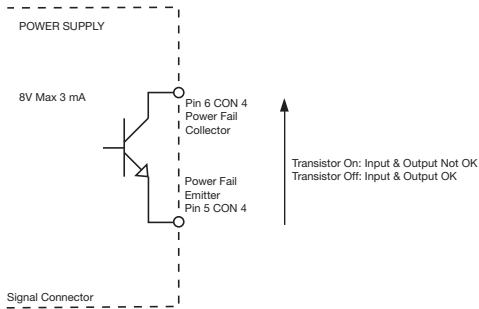 POWER SUPPLY
8V Max 3 mA
Pin 6 CON 4
Power Fail
Collector
Transistor On: Input & Output Not OK
Transistor Off: Input & Output OK
Power Fail
Emitter
Pin 5 CON 4
Signal Connector